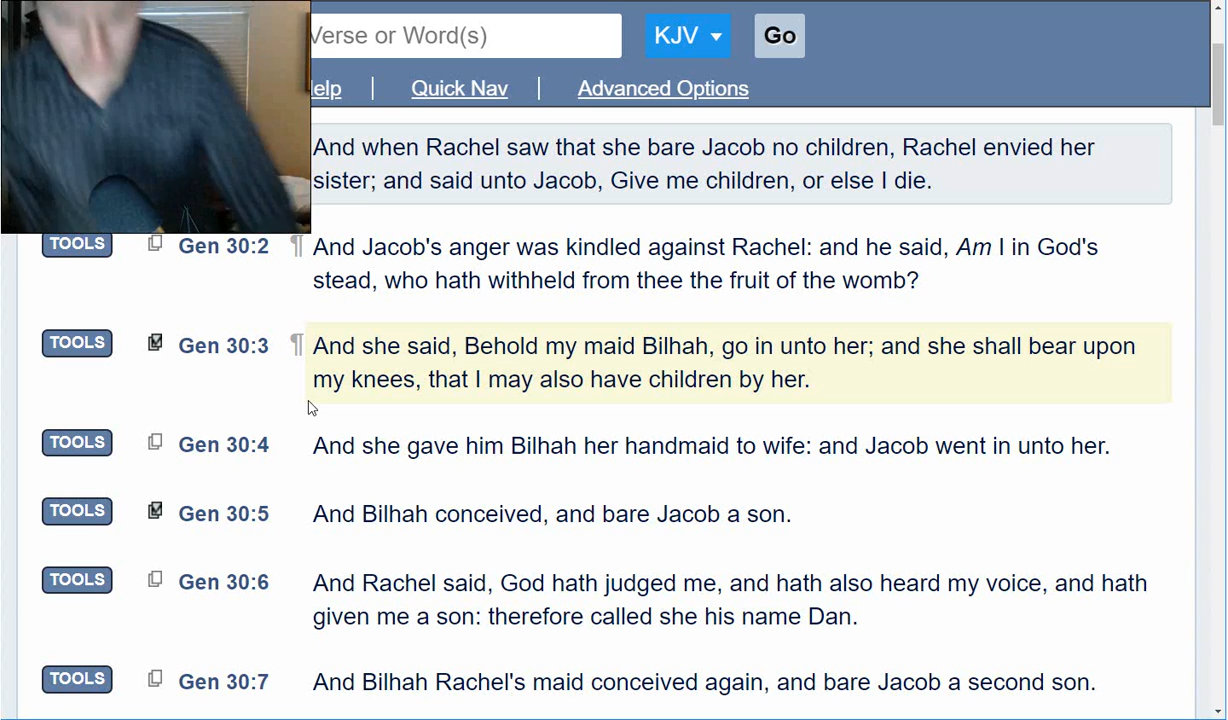 Verse or Word(s) KJV Go
elp | Quick Nav | Advanced Options
And when Rachel saw that she bare Jacob no children, Rachel envied her
sister; and said unto Jacob, Give me children, or else I die.
TOOLS Gen 30:2 ¶ And Jacob's anger was kindled against Rachel: and he said, Am I in God's
stead, who hath withheld from thee the fruit of the womb?
TOOLS Gen 30:3 ¶ And she said, Behold my maid Bilhah, go in unto her; and she shall bear upon
my knees, that I may also have children by her.
TOOLS Gen 30:4 And she gave him Bilhah her handmaid to wife: and Jacob went in unto her.
TOOLS Gen 30:5 And Bilhah conceived, and bare Jacob a son.
TOOLS Gen 30:6 And Rachel said, God hath judged me, and hath also heard my voice, and hath
given me a son: therefore called she his name Dan.
TOOLS Gen 30:7 And Bilhah Rachel's maid conceived again, and bare Jacob a second son.